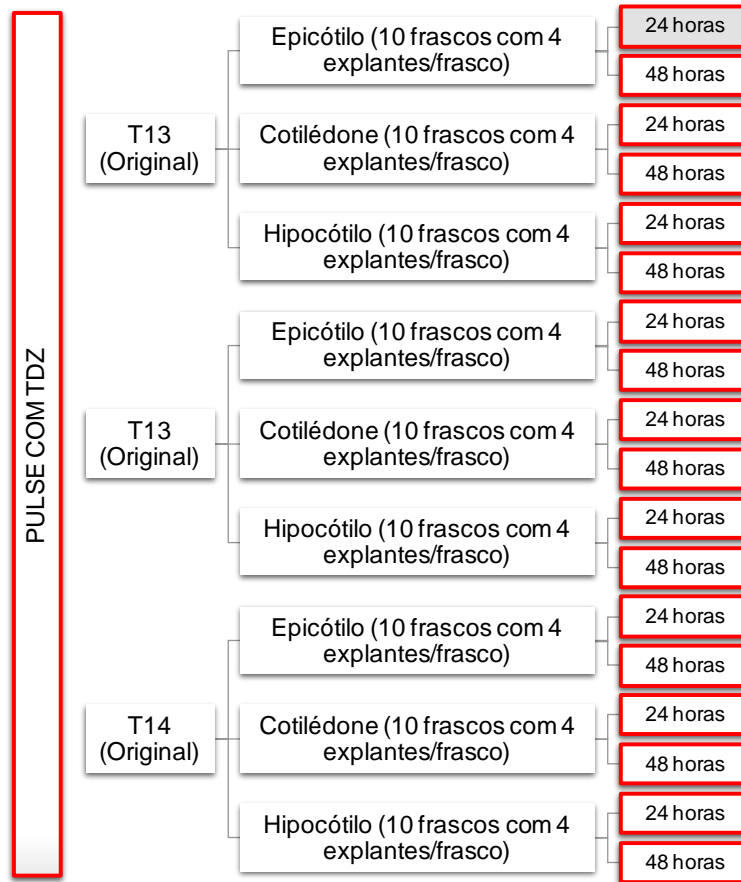 PULSE COM TDZ
T13
(Original)
Epicótilo (10 frascos com 4
explantes/frasco)
24 horas
48 horas
Cotilédone (10 frascos com 4
explantes/frasco)
24 horas
48 horas
Hipocótilo (10 frascos com 4
explantes/frasco)
24 horas
48 horas
T13
(Original)
Epicótilo (10 frascos com 4
explantes/frasco)
24 horas
48 horas
Cotilédone (10 frascos com 4
explantes/frasco)
24 horas
48 horas
Hipocótilo (10 frascos com 4
explantes/frasco)
24 horas
48 horas
T14
(Original)
Epicótilo (10 frascos com 4
explantes/frasco)
24 horas
48 horas
Cotilédone (10 frascos com 4
explantes/frasco)
24 horas
48 horas
Hipocótilo (10 frascos com 4
explantes/frasco)
24 horas
48 horas